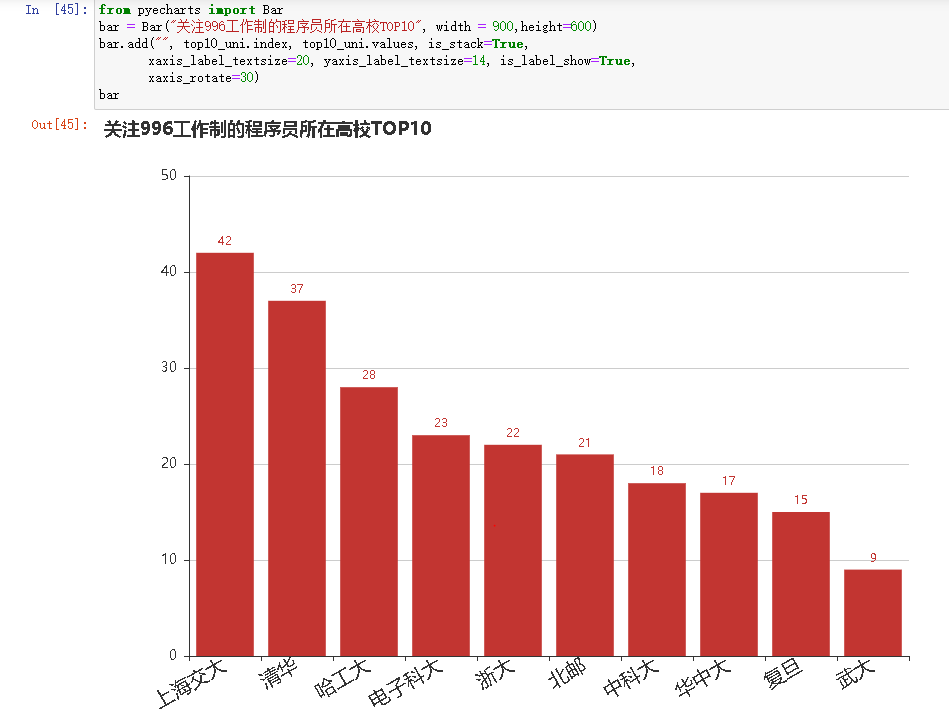 In [45]: from pyecharts import Bar
bar = Bar("关注996工作制的程序员所在高校TOP10", width = 900,height=600)
bar.add("", top10_uni.index, top10_uni.values, is_stack=True,
xaxis_label_textsize=20, yaxis_label_textsize=14, is_label_show=True,
xaxis_rotate=30)
bar
Out[45]: 关注996工作制的程序员所在高校TOP10
50
40
30
20
10
0
42
37
28
23
22
21
18
17
15
9
上海交大
清华
哈工大
电子科大
浙大
北邮
中科大
华中大
复旦
武大